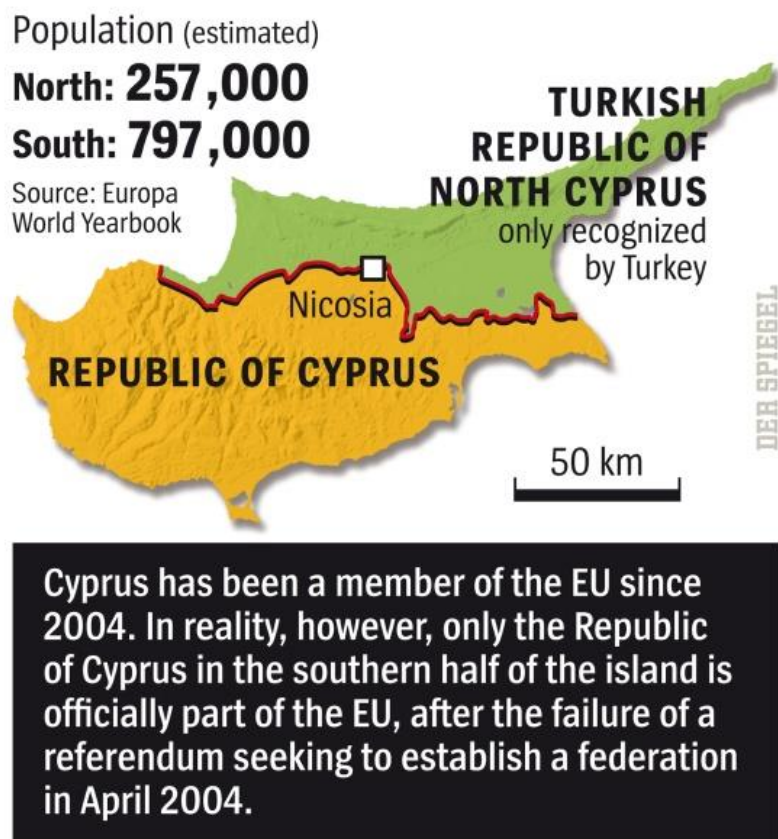 Population (estimated)
North: 257,000
South: 797,000
Source: Europa
World Yearbook
TURKISH
REPUBLIC OF
NORTH CYPRUS
only recognized
by Turkey
Nicosia
REPUBLIC OF CYPRUS
50 km
DER SPIEGEL
Cyprus has been a member of the EU since
2004. In reality, however, only the Republic
of Cyprus in the southern half of the island is
officially part of the EU, after the failure of a
referendum seeking to establish a federation
in April 2004.